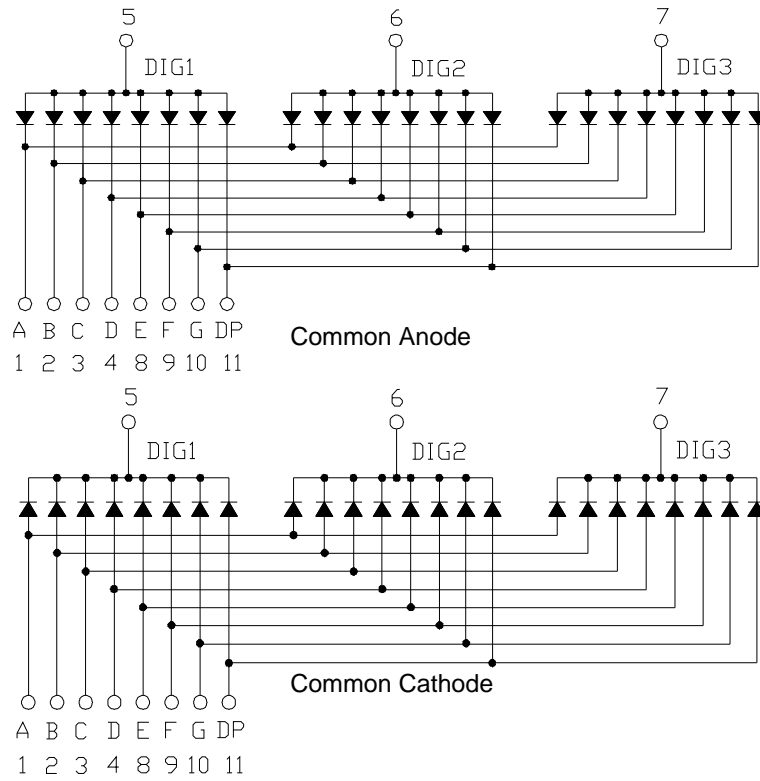 5 6 7
DIG1 DIG2 DIG3
A B C D E F G DP
1 2 3 4 8 9 10 11
Common Anode
5 6 7
DIG1 DIG2 DIG3
Common Cathode
A B C D E F G DP
1 2 3 4 8 9 10 11